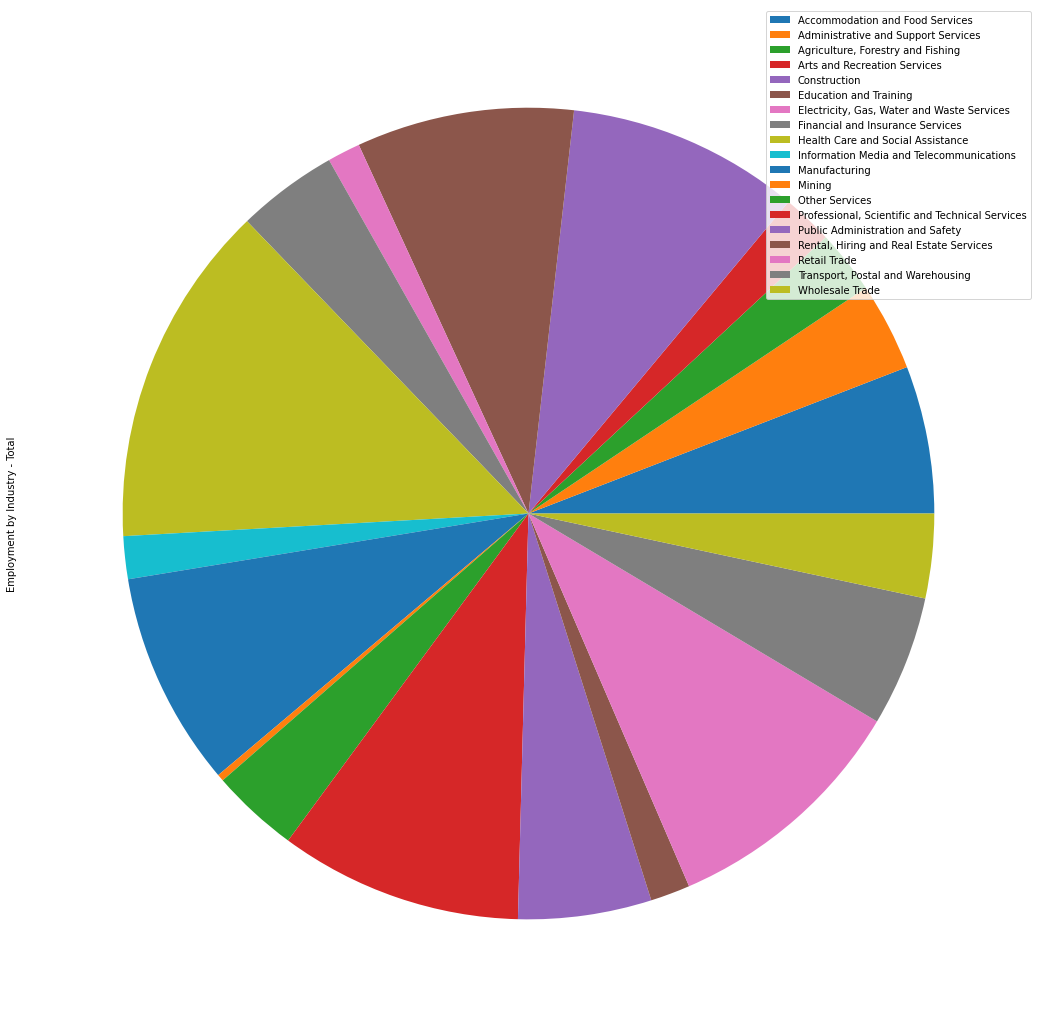 Accommodation and Food Services
Administrative and Support Services
Agriculture, Forestry and Fishing
Arts and Recreation Services
Construction
Education and Training
Electricity, Gas, Water and Waste Services
Financial and Insurance Services
Health Care and Social Assistance
Information Media and Telecommunications
Manufacturing
Mining
Other Services
Professional, Scientific and Technical Services
Public Administration and Safety
Rental, Hiring and Real Estate Services
Retail Trade
Transport, Postal and Warehousing
Wholesale Trade
Employment by Industry - Total